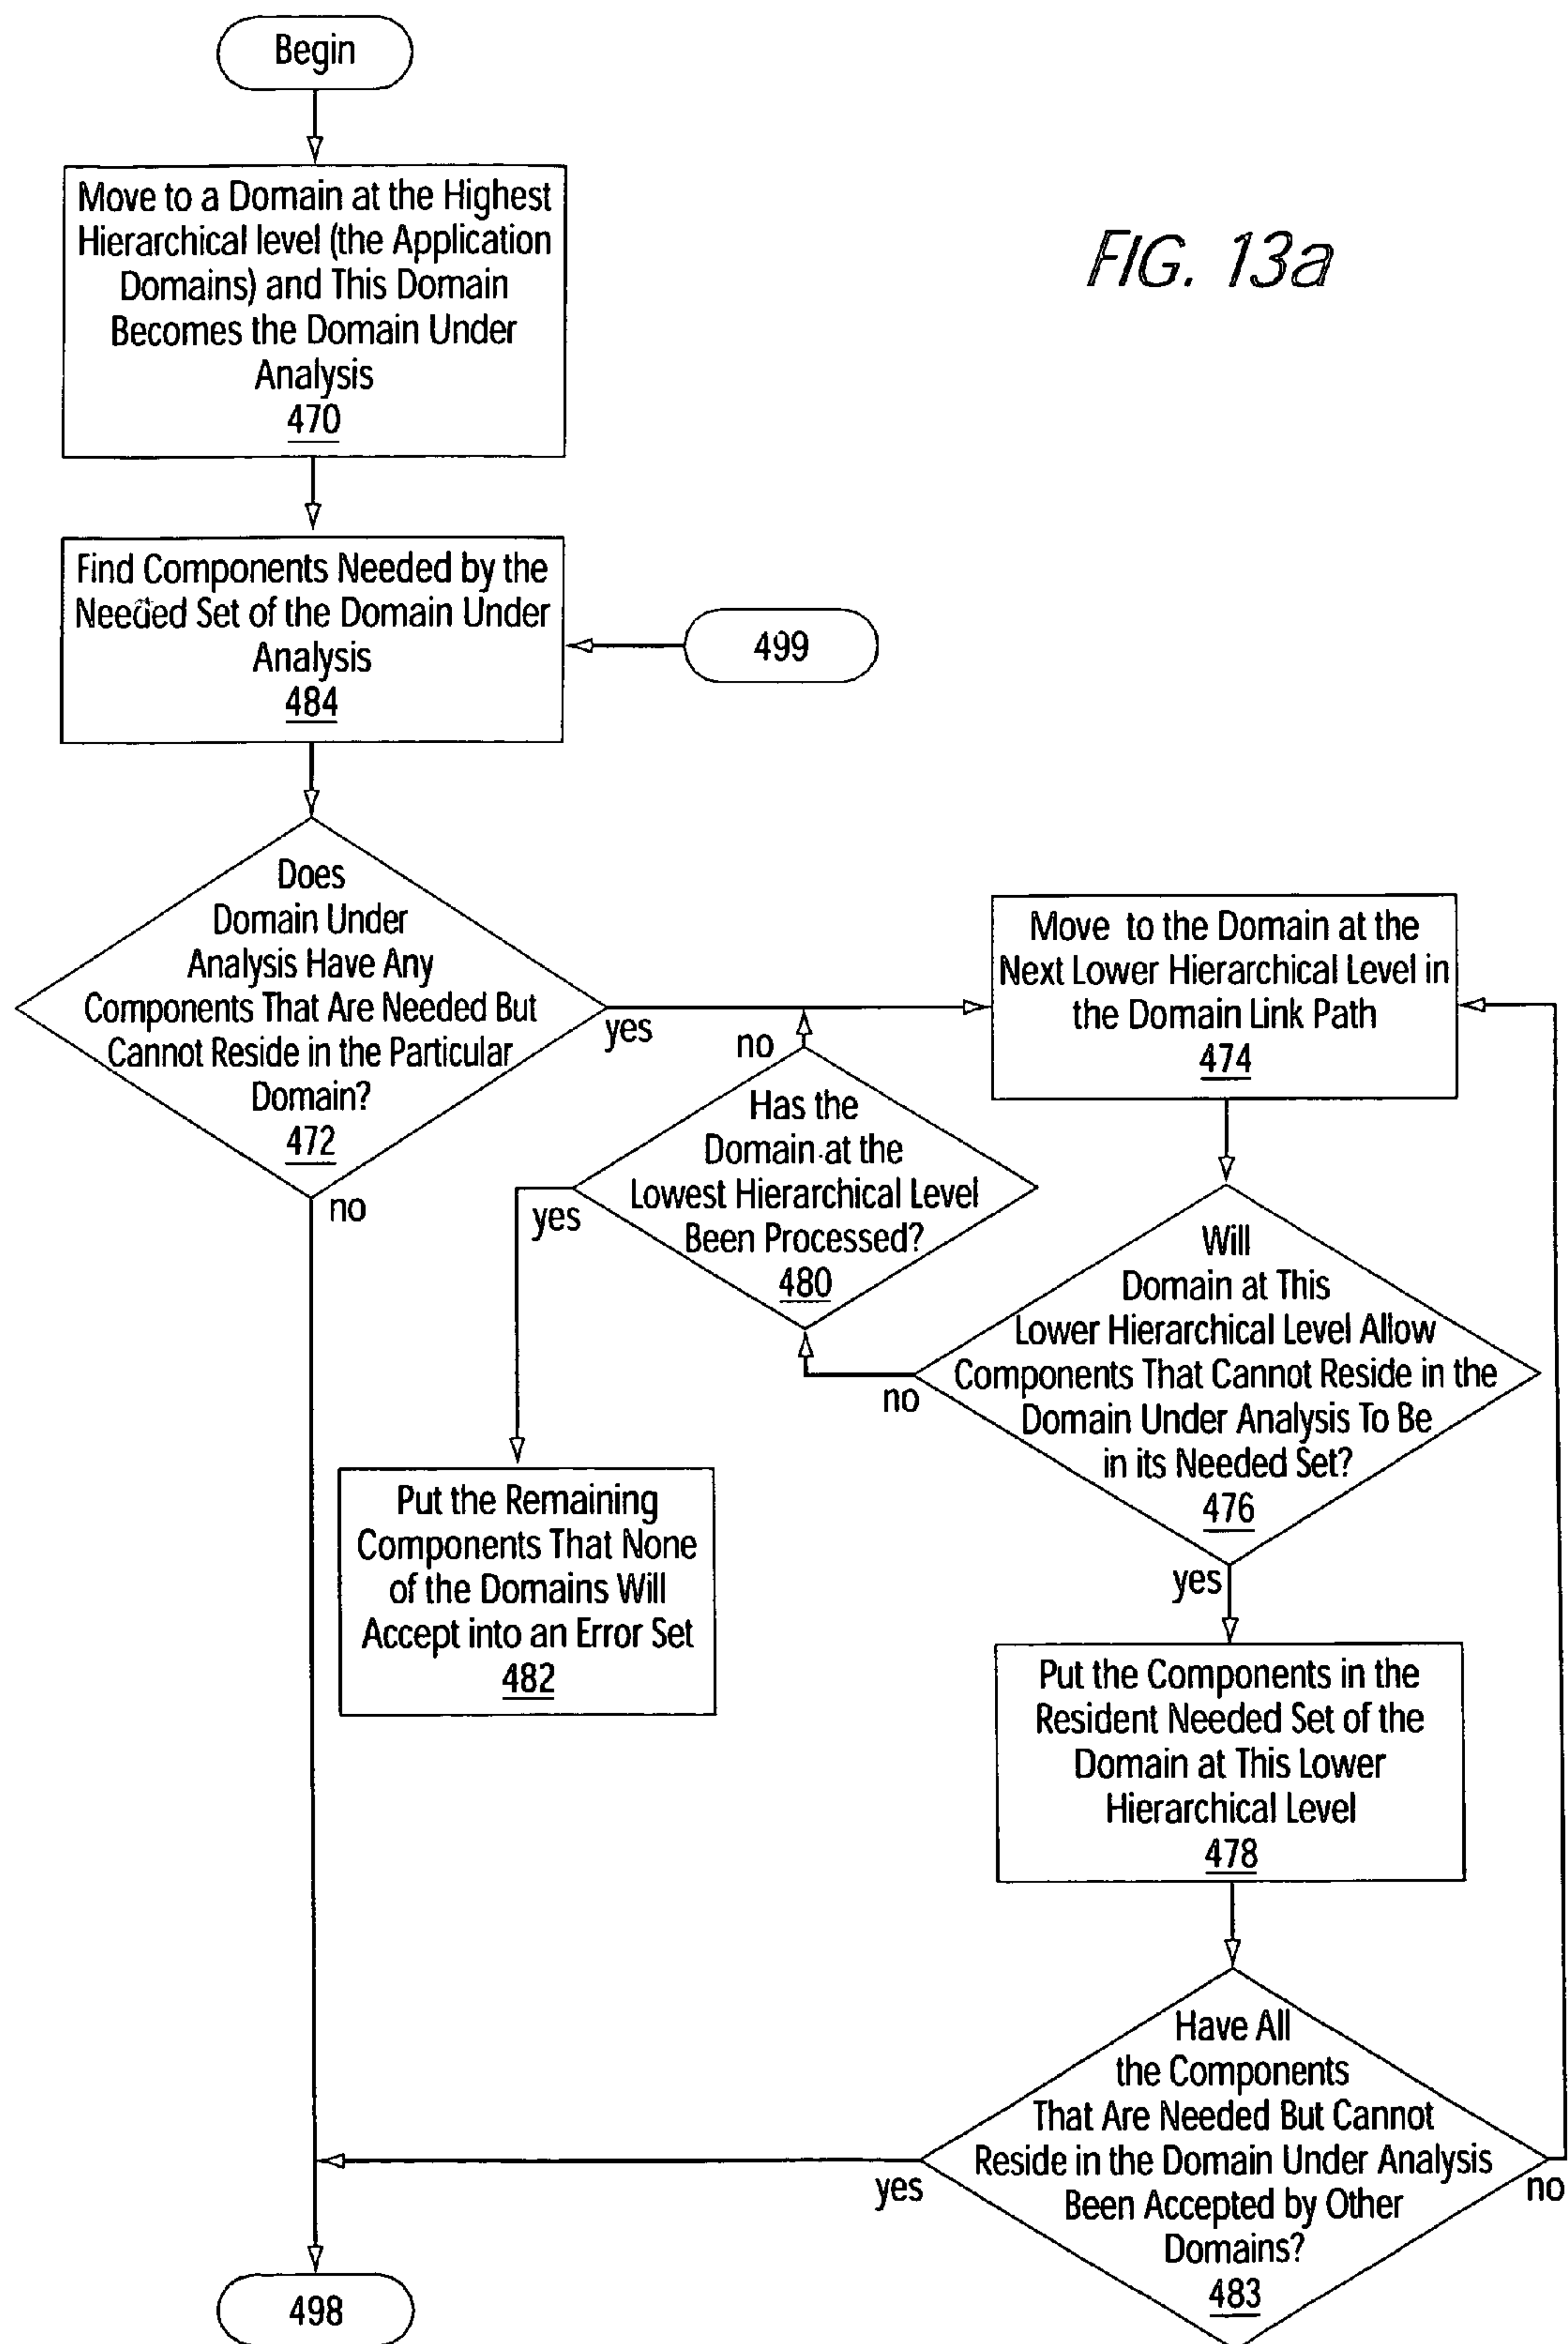 Begin
FIG. 13a
Move to a Domain at the Highest
Hierarchical level (the Application
Domains) and This Domain
Becomes the Domain Under
Analysis
470
Find Components Needed by the
Needed Set of the Domain Under
Analysis
484
499
Does
Domain Under
Analysis Have Any
Components That Are Needed But
Cannot Reside in the Particular
Domain?
472
yes
no
Move to the Domain at the
Next Lower Hierarchical Level in
the Domain Link Path
474
no
Has the
Domain at the
Lowest Hierarchical Level
Been Processed?
480
yes
Will
Domain at This
Lower Hierarchical Level Allow
Components That Cannot Reside in the
Domain Under Analysis To Be
in its Needed Set?
476
no
yes
Put the Remaining
Components That None
of the Domains Will
Accept into an Error Set
482
Put the Components in the
Resident Needed Set of the
Domain at This Lower
Hierarchical Level
478
Have All
the Components
That Are Needed But Cannot
Reside in the Domain Under Analysis
Been Accepted by Other
Domains?
483
yes
no
498